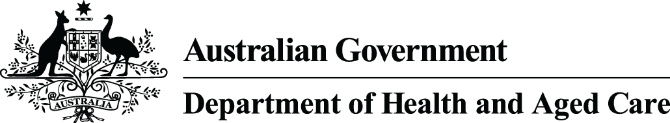 Australian Government
Department of Health and Aged Care
AUSTRALIA